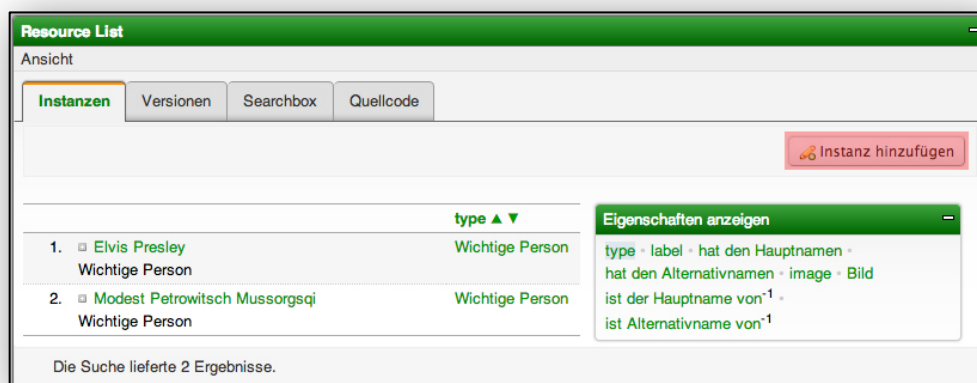 Resource List
Ansicht
Instanzen Versionen Searchbox Quellcode
Instanz hinzufügen
type ▲ ▼
1. Elvis Presley Wichtige Person
Wichtige Person
2. Modest Petrowitsch Mussorgsqi Wichtige Person
Wichtige Person
Eigenschaften anzeigen
type • label • hat den Hauptnamen •
hat den Alternativnamen • image • Bild
ist der Hauptname von-1 •
ist Alternativname von-1
Die Suche lieferte 2 Ergebnisse.